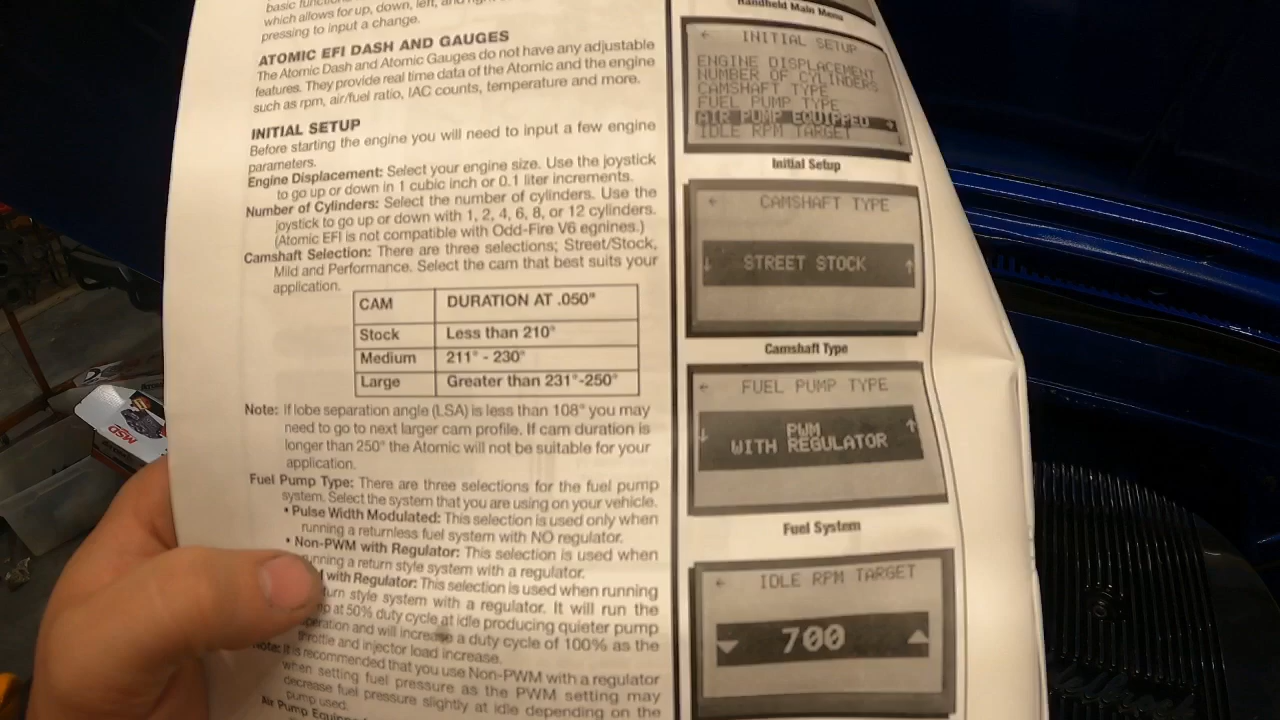 basic functions
which allows for up, down, left, and
pressing to input a change.
ATOMIC EFI DASH AND GAUGES
The Atomic Dash and Atomic Gauges do not have any adjustable
features. They provide real time data of the Atomic and the engine
such as rpm, air/fuel ratio, IAC counts, temperature and more.
INITIAL SETUP
Before starting the engine you will need to input a few engine
parameters.
Engine Displacement: Select your engine size. Use the joystick
to go up or down in 1 cubic inch or 0.1 liter increments.
Number of Cylinders: Select the number of cylinders. Use the
joystick to go up or down with 1, 2, 4, 6, 8, or 12 cylinders.
(Atomic EFI is not compatible with Odd-Fire V6 egnines.)
Camshaft Selection: There are three selections; Street/Stock,
Mild and Performance. Select the cam that best suits your
application.
CAM DURATION AT .050"
Stock Less than 210°
Medium 211° - 230°
Large Greater than 231°-250°
Note: If lobe separation angle (LSA) is less than 108° you may
need to go to next larger cam profile. If cam duration is
longer than 250° the Atomic will not be suitable for your
application.
Fuel Pump Type: There are three selections for the fuel pump
system. Select the system that you are using on your vehicle.
• Pulse Width Modulated: This selection is used only when
running a returnless fuel system with NO regulator.
• Non-PWM with Regulator: This selection is used when
running a return style system with a regulator.
with Regulator: This selection is used when running
style system with a regulator. It will run the
at 50% duty cycle at idle producing quieter pump
and will increase a duty cycle of 100% as the
throttle and injector load increase.
Note: It is recommended that you use Non-PWM with a regulator
when setting fuel pressure as the PWM setting may
decrease fuel pressure slightly at idle depending on the
pump used.
Air Pump
Handheld Main Menu
← INITIAL SETUP
ENGINE DISPLACEMENT
NUMBER OF CYLINDERS
CAMSHAFT TYPE
FUEL PUMP TYPE
AIR PUMP EQUIPPED
IDLE RPM TARGET
Initial Setup
← CAMSHAFT TYPE
↓ STREET STOCK ↑
Camshaft Type
← FUEL PUMP TYPE
↓ PWM ↑
WITH REGULATOR
Fuel System
← IDLE RPM TARGET
▼ 700 ▲
MSD